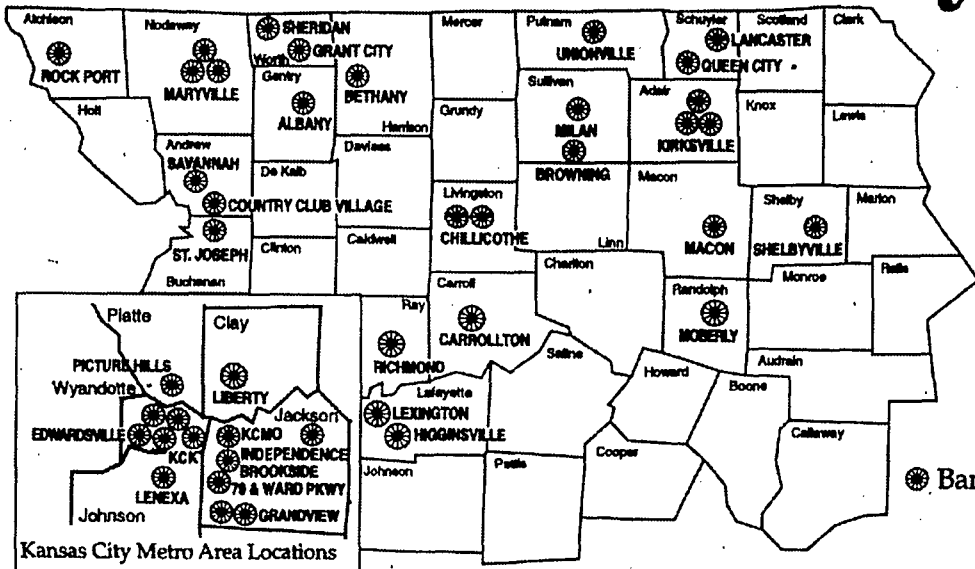 Atchison
Nodaway
SHERIDAN
Mercer
Putnam
Schuyler
Scotland
Clark
Worth
GRANT CITY
UNIONVILLE
LANCASTER
ROCK PORT
MARYVILLE
Gentry
BETHANY
Sullivan
QUEEN CITY
Holt
ALBANY
Harrison
Grundy
MILAN
Adair
KIRKSVILLE
Knox
Lewis
Andrew
SAVANNAH
De Kalb
Daviess
BROWNING
Macon
COUNTRY CLUB VILLAGE
Livingston
CHILLICOTHE
Linn
MACON
Shelby
SHELBYVILLE
Marion
ST. JOSEPH
Clinton
Caldwell
Chariton
Buchanan
Carroll
CARROLLTON
Randolph
MOBERLY
Monroe
Ralls
Platte
Clay
Ray
RICHMOND
Saline
Audrain
PICTURE HILLS
LIBERTY
Wyandotte
Jackson
Lafayette
LEXINGTON
Howard
Boone
EDWARDSVILLE
KCK
KCMO
INDEPENDENCE
HIGGINSVILLE
Callaway
BROOKSIDE
LENEXA
79 & WARD PKWY
Johnson
Pettis
Cooper
Johnson
GRANDVIEW
Kansas City Metro Area Locations